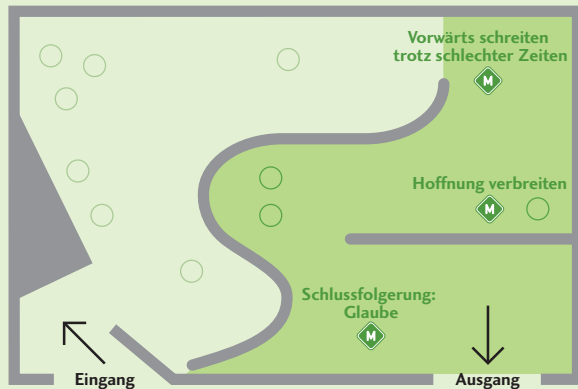 Vorwärts schreiten
trotz schlechter Zeiten
M
Hoffnung verbreiten
M
Schlussfolgerung:
Glaube
M
Eingang
Ausgang